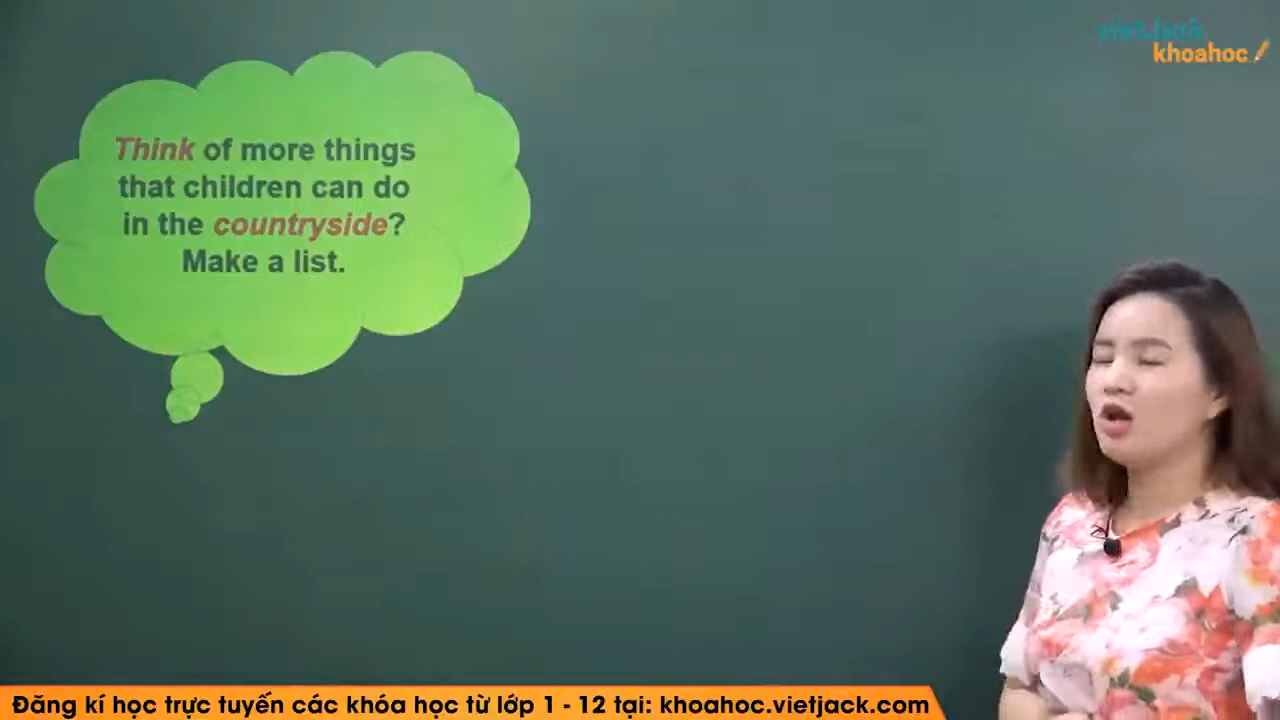 vietjack
khoahoc
Think of more things
that children can do
in the countryside?
Make a list.
Đăng kí học trực tuyến các khóa học từ lớp 1 - 12 tại: khoahoc.vietjack.com